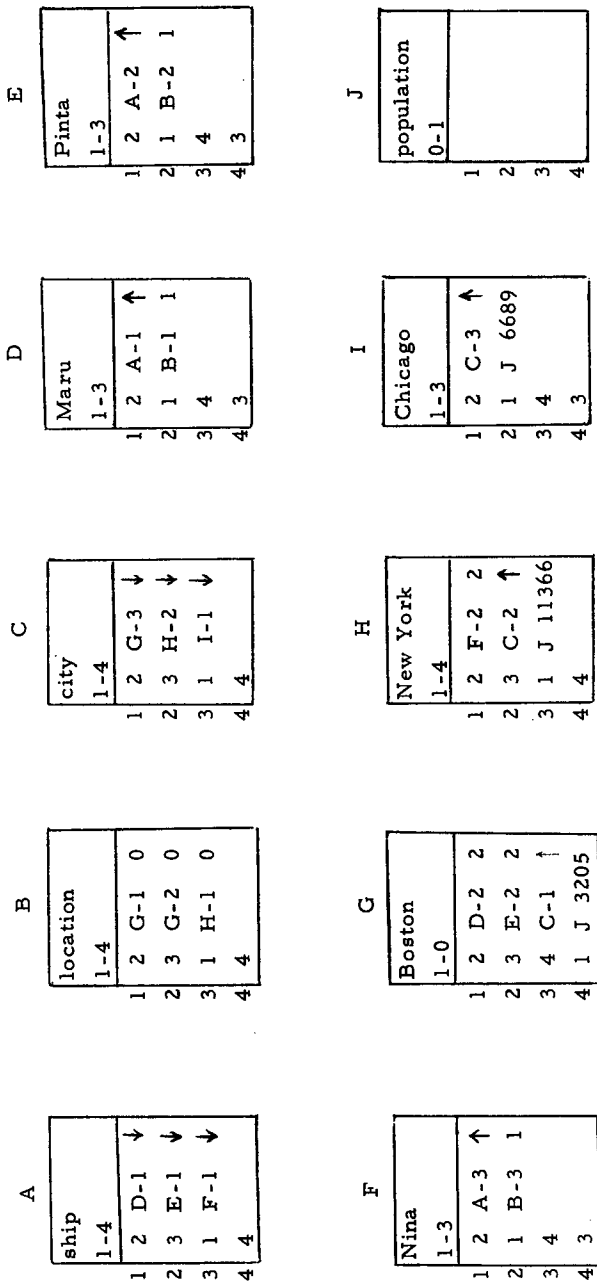 A
ship
1-4
1 2 D-1 ↓
2 3 E-1 ↓
3 1 F-1 ↓
4 4
B
location
1-4
1 2 G-1 0
2 3 G-2 0
3 1 H-1 0
4 4
C
city
1-4
1 2 G-3 ↓
2 3 H-2 ↓
3 1 I-1 ↓
4 4
D
Maru
1-3
1 2 A-1 ↑
2 1 B-1 1
3 4
4 3
E
Pinta
1-3
1 2 A-2 ↑
2 1 B-2 1
3 4
4 3
F
Nina
1-3
1 2 A-3 ↑
2 1 B-3 1
3 4
4 3
G
Boston
1-0
1 2 D-2 2
2 3 E-2 2
3 4 C-1 ↑
4 1 J 3205
H
New York
1-4
1 2 F-2 2
2 3 C-2 ↑
3 1 J 11366
4 4
I
Chicago
1-3
1 2 C-3 ↑
2 1 J 6689
3 4
4 3
J
population
0-1
1
2
3
4